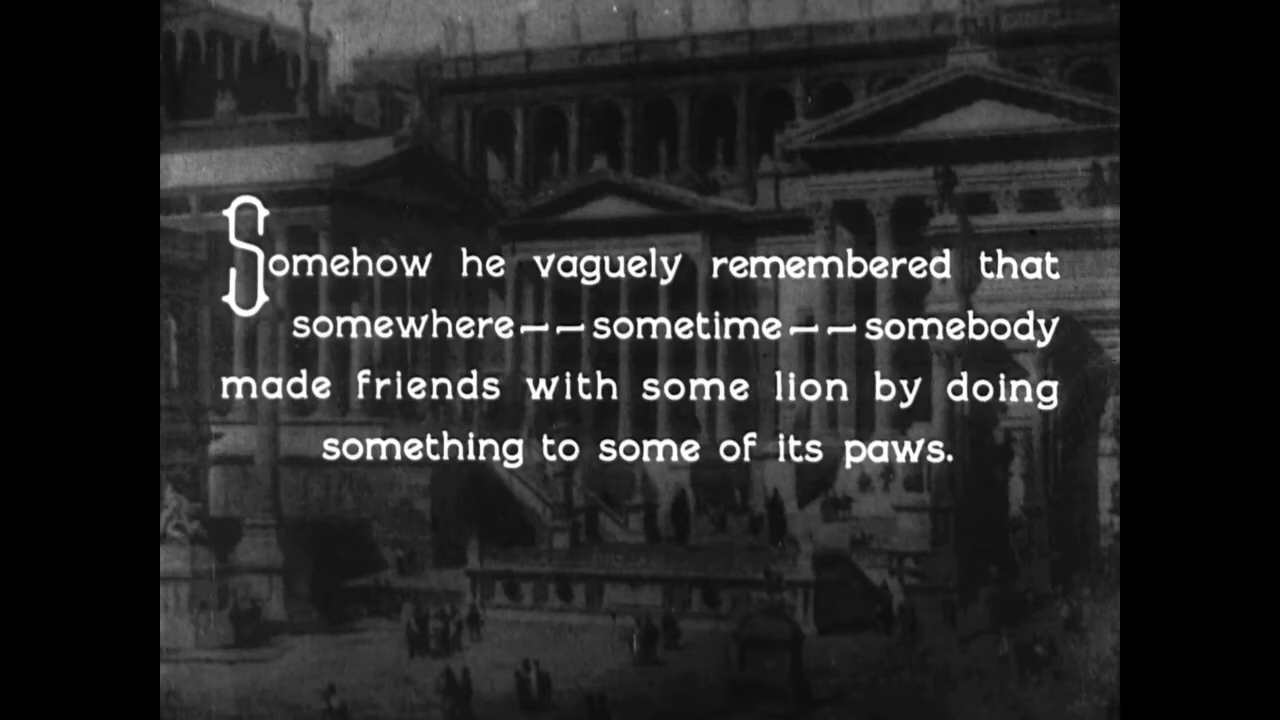 Somehow he vaguely remembered that
somewhere——sometime——somebody
made friends with some lion by doing
something to some of its paws.